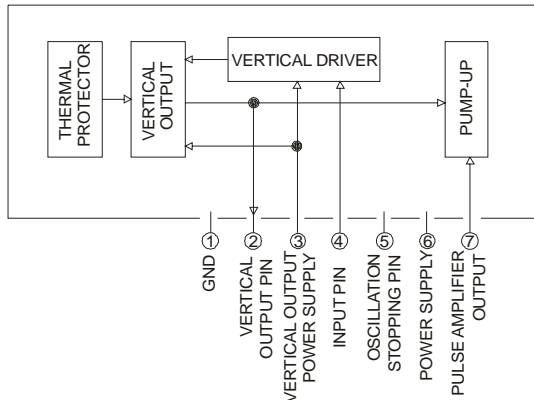 THERMAL
PROTECTOR
VERTICAL
OUTPUT
VERTICAL DRIVER
PUMP-UP
1
2
3
4
5
6
7
GND
VERTICAL
OUTPUT PIN
VERTICAL OUTPUT
POWER SUPPLY
INPUT PIN
OSCILLATION
STOPPING PIN
POWER SUPPLY
PULSE AMPLIFIER
OUTPUT